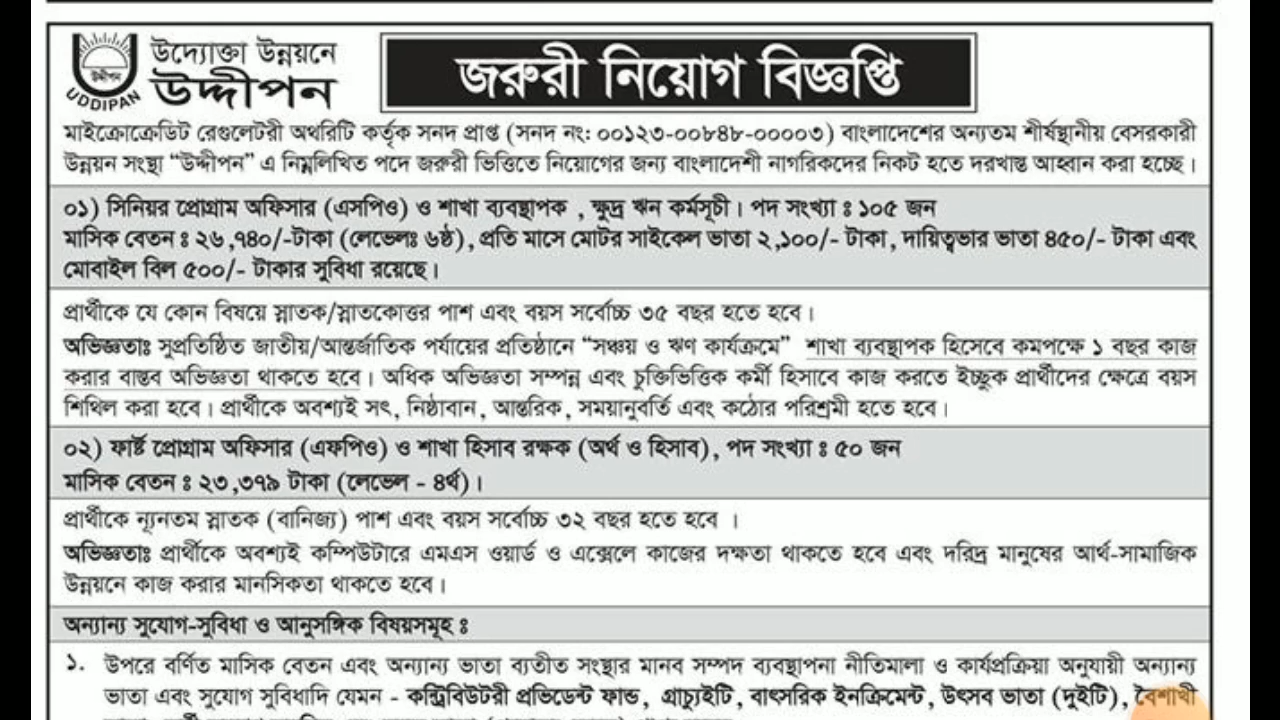 উদ্দীপন
UDDIPAN
উদ্যোক্তা উন্নয়নে
উদ্দীপন
জরুরী নিয়োগ বিজ্ঞপ্তি
মাইক্রোক্রেডিট রেগুলেটরী অথরিটি কর্তৃক সনদ প্রাপ্ত (সনদ নং: ০০১২৩-০০৮৪৮-০০০০৩) বাংলাদেশের অন্যতম শীর্ষস্থানীয় বেসরকারী
উন্নয়ন সংস্থা “উদ্দীপন” এ নিম্নলিখিত পদে জরুরী ভিত্তিতে নিয়োগের জন্য বাংলাদেশী নাগরিকদের নিকট হতে দরখাস্ত আহ্বান করা হচ্ছে।
০১) সিনিয়র প্রোগ্রাম অফিসার (এসপিও) ও শাখা ব্যবস্থাপক , ক্ষুদ্র ঋন কর্মসূচী। পদ সংখ্যা ঃ ১০৫ জন
মাসিক বেতন ঃ ২৬,৭৪০/-টাকা (লেভেলঃ ৬ষ্ঠ), প্রতি মাসে মোটর সাইকেল ভাতা ২,১০০/- টাকা, দায়িত্বভার ভাতা ৪৫০/- টাকা এবং
মোবাইল বিল ৫০০/- টাকার সুবিধা রয়েছে।
প্রার্থীকে যে কোন বিষয়ে স্নাতক/স্নাতকোত্তর পাশ এবং বয়স সর্বোচ্চ ৩৫ বছর হতে হবে।
অভিজ্ঞতাঃ সুপ্রতিষ্ঠিত জাতীয়/আন্তর্জাতিক পর্যায়ের প্রতিষ্ঠানে “সঞ্চয় ও ঋণ কার্যক্রমে” শাখা ব্যবস্থাপক হিসেবে কমপক্ষে ১ বছর কাজ
করার বাস্তব অভিজ্ঞতা থাকতে হবে। অধিক অভিজ্ঞতা সম্পন্ন এবং চুক্তিভিত্তিক কর্মী হিসাবে কাজ করতে ইচ্ছুক প্রার্থীদের ক্ষেত্রে বয়স
শিথিল করা হবে। প্রার্থীকে অবশ্যই সৎ, নিষ্ঠাবান, আন্তরিক, সময়ানুবর্তি এবং কঠোর পরিশ্রমী হতে হবে।
০২) ফার্ষ্ট প্রোগ্রাম অফিসার (এফপিও) ও শাখা হিসাব রক্ষক (অর্থ ও হিসাব), পদ সংখ্যা ঃ ৫০ জন
মাসিক বেতন ঃ ২৩,৩৭৯ টাকা (লেভেল - ৪র্থ)।
প্রার্থীকে ন্যূনতম স্নাতক (বানিজ্য) পাশ এবং বয়স সর্বোচ্চ ৩২ বছর হতে হবে ।
অভিজ্ঞতাঃ প্রার্থীকে অবশ্যই কম্পিউটারে এমএস ওয়ার্ড ও এক্সেলে কাজের দক্ষতা থাকতে হবে এবং দরিদ্র মানুষের আর্থ-সামাজিক
উন্নয়নে কাজ করার মানসিকতা থাকতে হবে।
অন্যান্য সুযোগ-সুবিধা ও আনুসঙ্গিক বিষয়সমূহ ঃ
১. উপরে বর্ণিত মাসিক বেতন এবং অন্যান্য ভাতা ব্যতীত সংস্থার মানব সম্পদ ব্যবস্থাপনা নীতিমালা ও কার্যপ্রক্রিয়া অনুযায়ী অন্যান্য
ভাতা এবং সুযোগ সুবিধাদি যেমন - কন্ট্রিবিউটরী প্রভিডেন্ট ফান্ড, গ্রাচ্যুইটি, বাৎসরিক ইনক্রিমেন্ট, উৎসব ভাতা (দুইটি), বৈশাখী